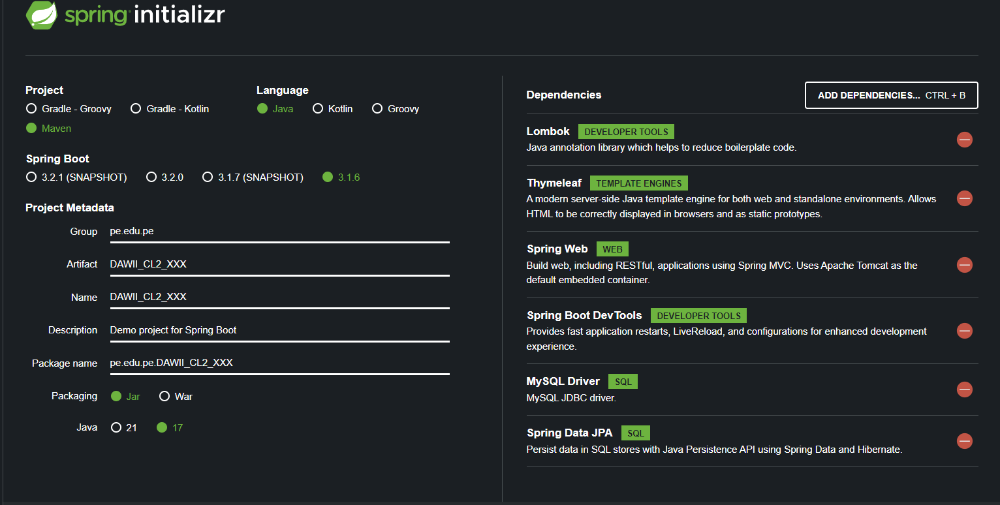 spring initializr
Project
Gradle - Groovy Gradle - Kotlin
Maven
Language
Java Kotlin Groovy
Spring Boot
3.2.1 (SNAPSHOT) 3.2.0 3.1.7 (SNAPSHOT) 3.1.6
Project Metadata
Group pe.edu.pe
Artifact DAWII_CL2_XXX
Name DAWII_CL2_XXX
Description Demo project for Spring Boot
Package name pe.edu.pe.DAWII_CL2_XXX
Packaging Jar War
Java 21 17
Dependencies
ADD DEPENDENCIES... CTRL + B
Lombok DEVELOPER TOOLS
Java annotation library which helps to reduce boilerplate code.
Thymeleaf TEMPLATE ENGINES
A modern server-side Java template engine for both web and standalone environments. Allows
HTML to be correctly displayed in browsers and as static prototypes.
Spring Web WEB
Build web, including RESTful, applications using Spring MVC. Uses Apache Tomcat as the
default embedded container.
Spring Boot DevTools DEVELOPER TOOLS
Provides fast application restarts, LiveReload, and configurations for enhanced development
experience.
MySQL Driver SQL
MySQL JDBC driver.
Spring Data JPA SQL
Persist data in SQL stores with Java Persistence API using Spring Data and Hibernate.